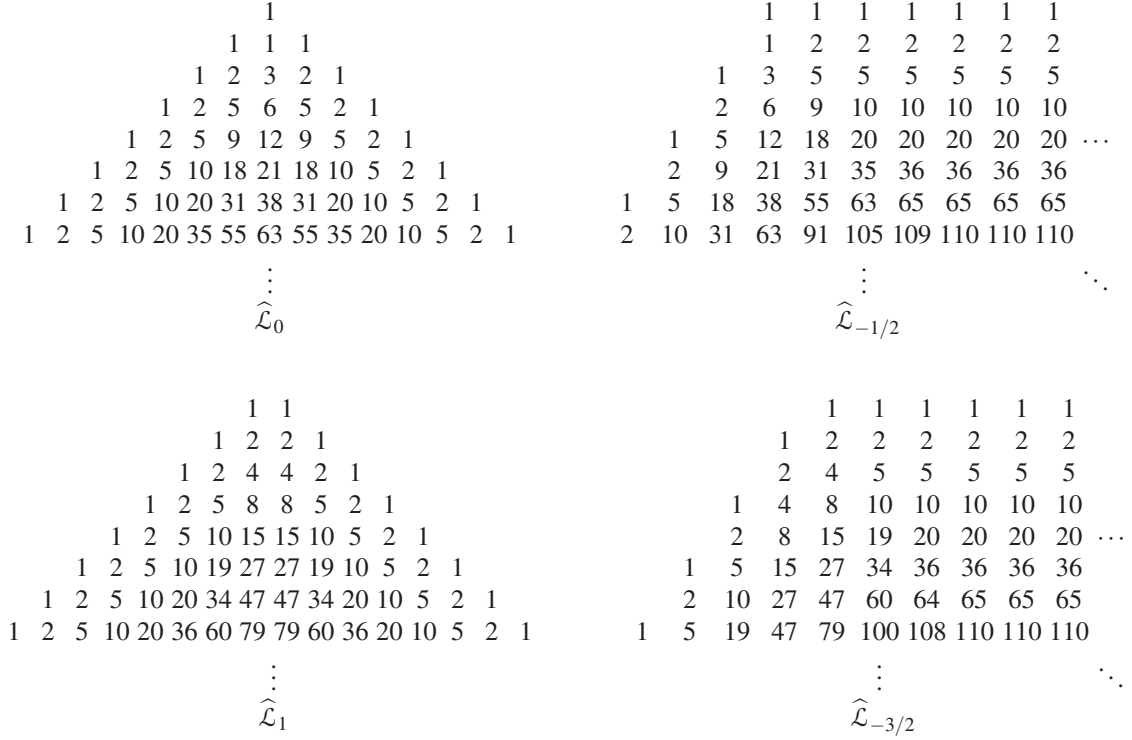 1
1 1 1
1 2 3 2 1
1 2 5 6 5 2 1
1 2 5 9 12 9 5 2 1
1 2 5 10 18 21 18 10 5 2 1
1 2 5 10 20 31 38 31 20 10 5 2 1
1 2 5 10 20 35 55 63 55 35 20 10 5 2 1
⋮
ℒ̂₀
1 1 1 1 1 1 1
1 2 2 2 2 2 2
1 3 5 5 5 5 5 5
2 6 9 10 10 10 10 10
1 5 12 18 20 20 20 20 20 ⋯
2 9 21 31 35 36 36 36 36
1 5 18 38 55 63 65 65 65 65
2 10 31 63 91 105 109 110 110 110
⋮ ⋱
ℒ̂₋₁/₂
1 1
1 2 2 1
1 2 4 4 2 1
1 2 5 8 8 5 2 1
1 2 5 10 15 15 10 5 2 1
1 2 5 10 19 27 27 19 10 5 2 1
1 2 5 10 20 34 47 47 34 20 10 5 2 1
1 2 5 10 20 36 60 79 79 60 36 20 10 5 2 1
⋮
ℒ̂₁
1 1 1 1 1 1
1 2 2 2 2 2 2
2 4 5 5 5 5 5
1 4 8 10 10 10 10 10
2 8 15 19 20 20 20 20 ⋯
1 5 15 27 34 36 36 36 36
2 10 27 47 60 64 65 65 65
1 5 19 47 79 100 108 110 110 110
⋮ ⋱
ℒ̂₋₃/₂